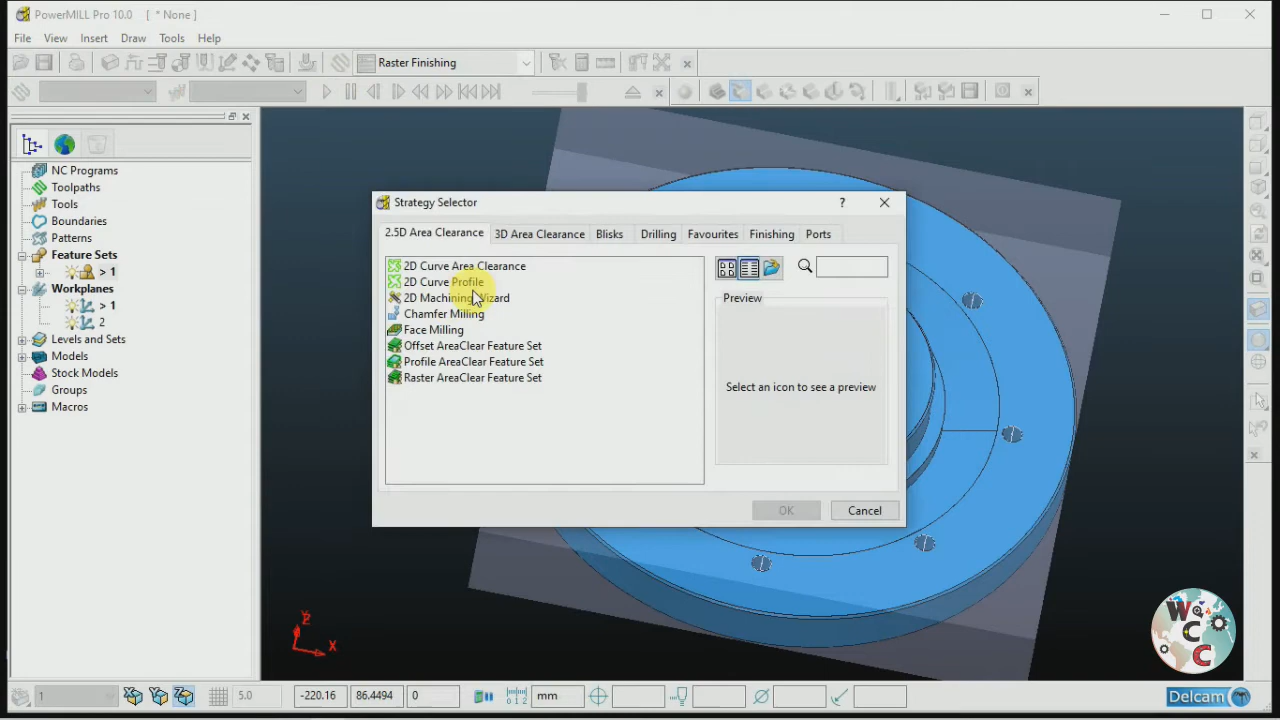 PowerMILL Pro 10.0 [ * None ]
File View Insert Draw Tools Help
Raster Finishing
NC Programs
Toolpaths
Tools
Boundaries
Patterns
Feature Sets
> 1
Workplanes
> 1
2
Levels and Sets
Models
Stock Models
Groups
Macros
Strategy Selector
?
2.5D Area Clearance 3D Area Clearance Blisks Drilling Favourites Finishing Ports
2D Curve Area Clearance
2D Curve Profile
2D Machining Wizard
Chamfer Milling
Face Milling
Offset AreaClear Feature Set
Profile AreaClear Feature Set
Raster AreaClear Feature Set
Preview
Select an icon to see a preview
OK Cancel
X
W C C
1 5.0 -220.16 86.4494 0 mm Delcam